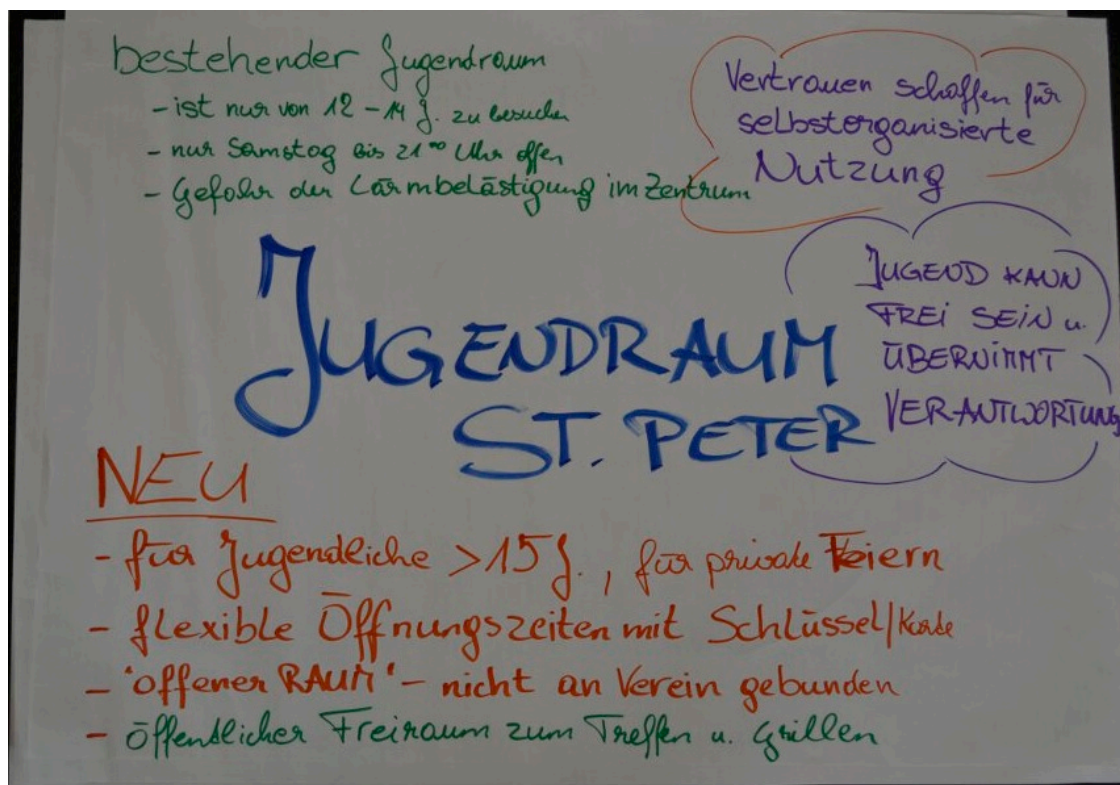 bestehender Jugendraum
- ist nur von 12 - 14 J. zu besuchen
- nur Samstag bis 21⁰⁰ Uhr offen
- Gefahr der Lärmbelästigung im Zentrum
Vertrauen schaffen für
selbstorganisierte
Nutzung
JUGEND KANN
FREI SEIN u.
ÜBERNIMMT
VERANTWORTUNG
JUGENDRAUM
ST. PETER
NEU
- für Jugendliche >15 J., für private Feiern
- flexible Öffnungszeiten mit Schlüssel/Karte
- "offener RAUM" - nicht an Verein gebunden
- öffentlicher Freiraum zum Treffen u. Grillen